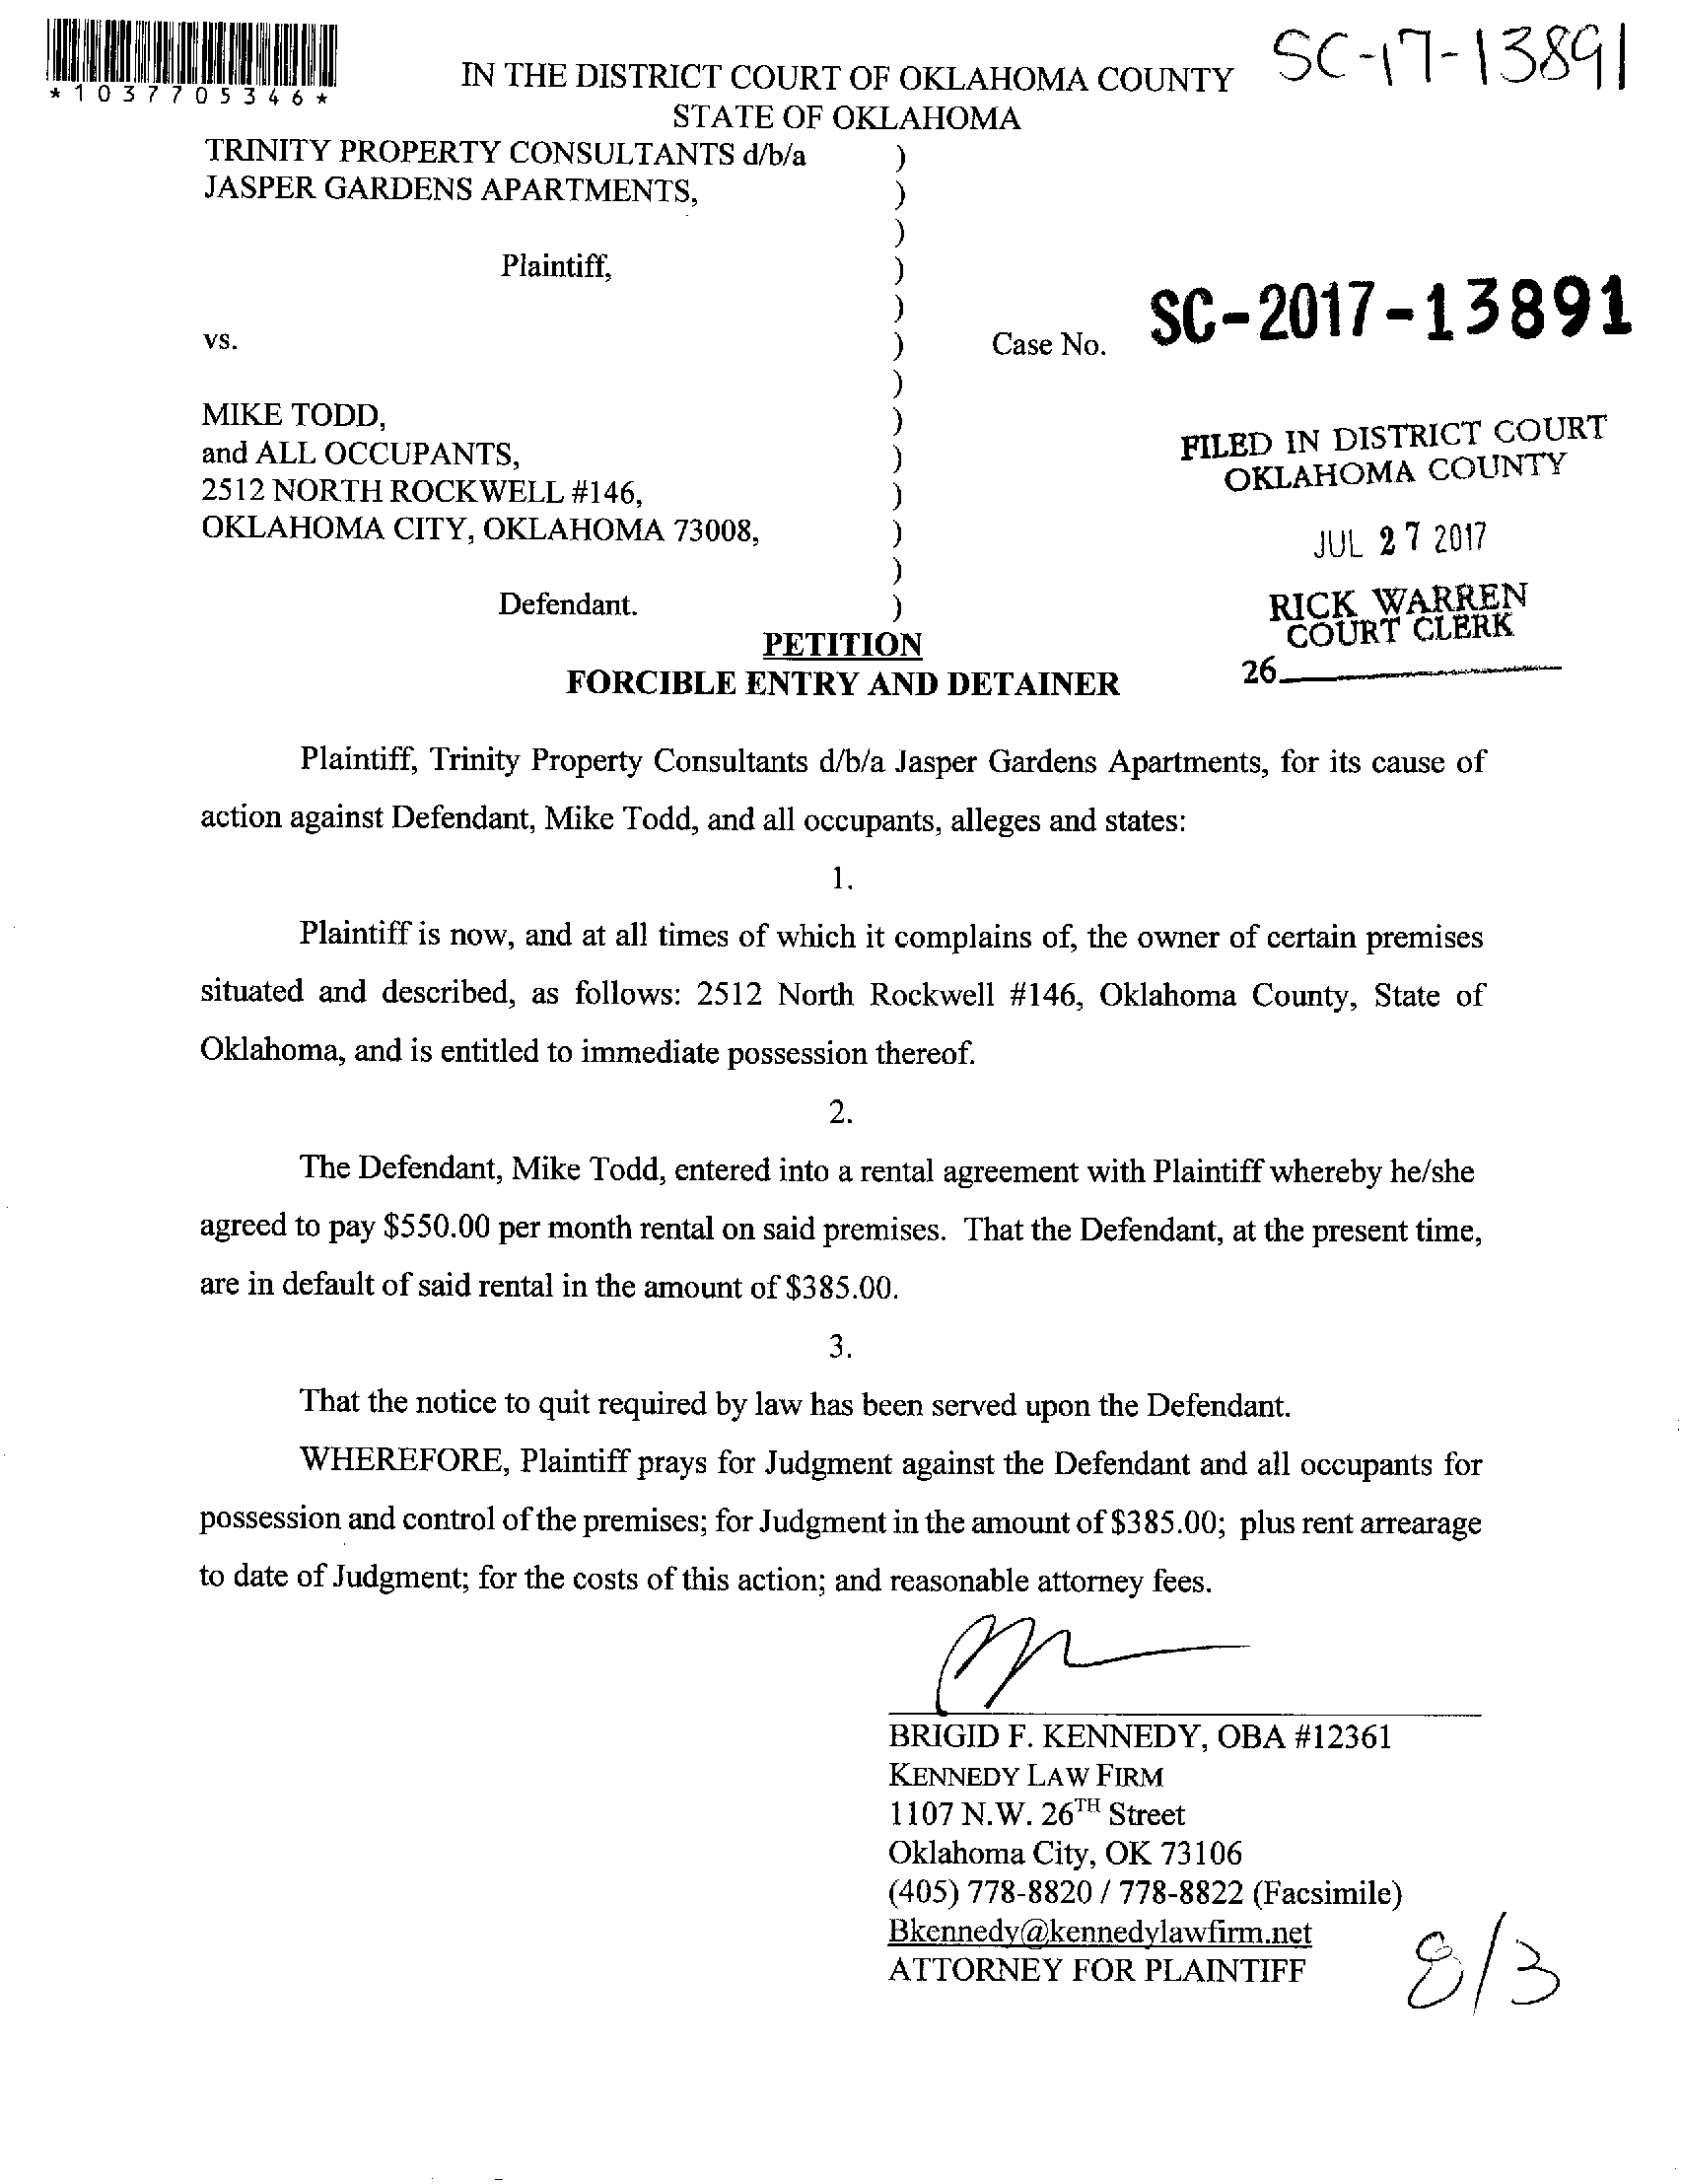 SC-17-13891
*1037705346*
IN THE DISTRICT COURT OF OKLAHOMA COUNTY
STATE OF OKLAHOMA
TRINITY PROPERTY CONSULTANTS d/b/a )
JASPER GARDENS APARTMENTS, )
)
Plaintiff, )
)
vs. ) Case No. SC-2017-13891
)
MIKE TODD, )
and ALL OCCUPANTS, )
2512 NORTH ROCKWELL #146, )
OKLAHOMA CITY, OKLAHOMA 73008, )
)
Defendant. )
FILED IN DISTRICT COURT
OKLAHOMA COUNTY
JUL 27 2017
RICK WARREN
COURT CLERK
26
PETITION
FORCIBLE ENTRY AND DETAINER
Plaintiff, Trinity Property Consultants d/b/a Jasper Gardens Apartments, for its cause of
action against Defendant, Mike Todd, and all occupants, alleges and states:
1.
Plaintiff is now, and at all times of which it complains of, the owner of certain premises
situated and described, as follows: 2512 North Rockwell #146, Oklahoma County, State of
Oklahoma, and is entitled to immediate possession thereof.
2.
The Defendant, Mike Todd, entered into a rental agreement with Plaintiff whereby he/she
agreed to pay $550.00 per month rental on said premises. That the Defendant, at the present time,
are in default of said rental in the amount of $385.00.
3.
That the notice to quit required by law has been served upon the Defendant.
WHEREFORE, Plaintiff prays for Judgment against the Defendant and all occupants for
possession and control of the premises; for Judgment in the amount of $385.00; plus rent arrearage
to date of Judgment; for the costs of this action; and reasonable attorney fees.
BRIGID F. KENNEDY, OBA #12361
KENNEDY LAW FIRM
1107 N.W. 26TH Street
Oklahoma City, OK 73106
(405) 778-8820 / 778-8822 (Facsimile)
Bkennedy@kennedylawfirm.net
ATTORNEY FOR PLAINTIFF
8/3